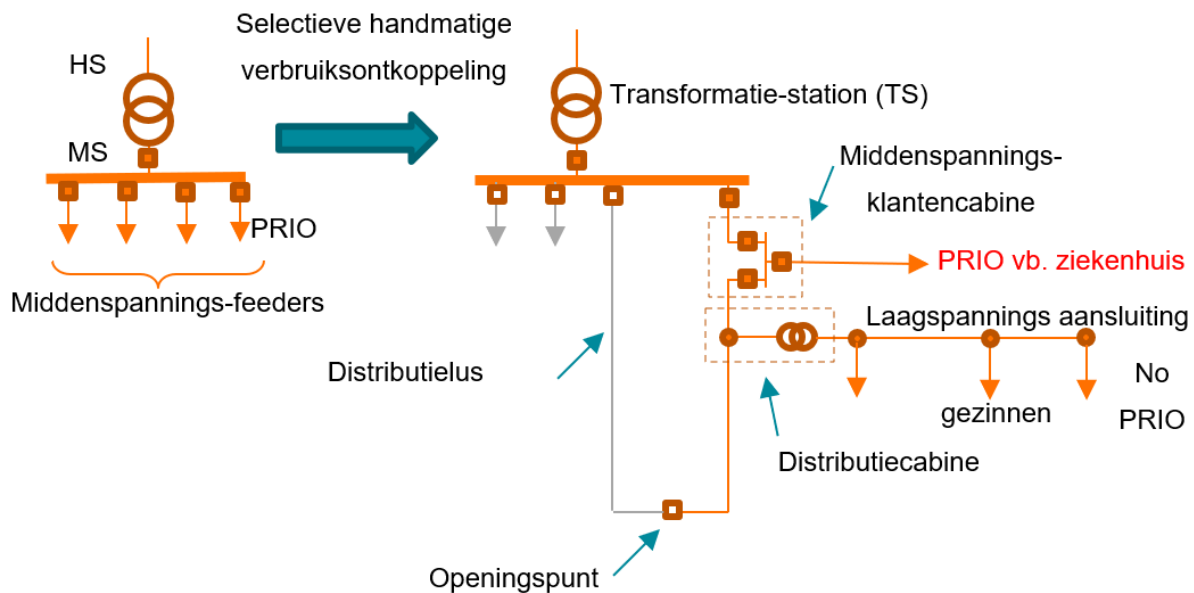 HS
MS
PRIO
Middenspannings-feeders
Selectieve handmatige
verbruiksontkoppeling
Transformatie-station (TS)
Middenspannings-
klantencabine
PRIO vb. ziekenhuis
Laagspannings aansluiting
No
PRIO
gezinnen
Distributielus
Distributiecabine
Openingspunt